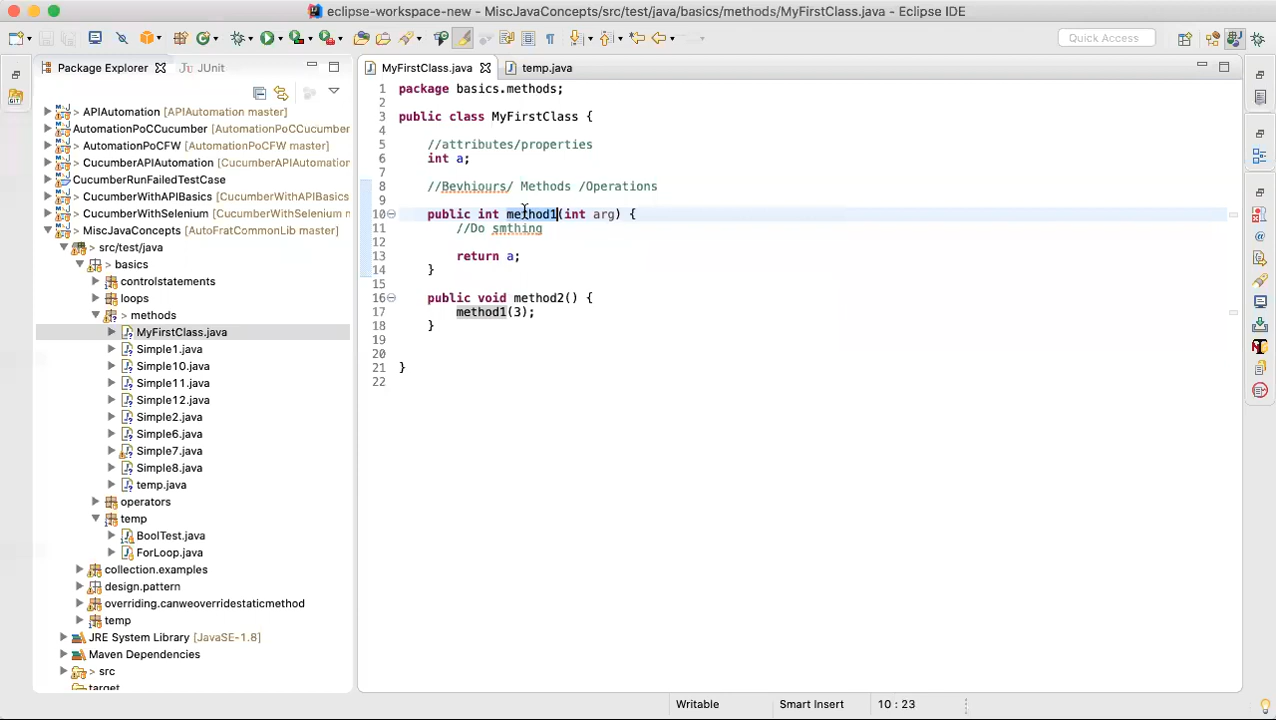 eclipse-workspace-new - MiscJavaConcepts/src/test/java/basics/methods/MyFirstClass.java - Eclipse IDE
Quick Access
Package Explorer
JUnit
MyFirstClass.java
temp.java
> APIAutomation [APIAutomation master]
AutomationPoCCucumber [AutomationPoCCucumber
> AutomationPoCFW [AutomationPoCFW master]
> CucumberAPIAutomation [CucumberAPIAutomation
CucumberRunFailedTestCase
> CucumberWithAPIBasics [CucumberWithAPIBasics
> CucumberWithSelenium [CucumberWithSelenium
> MiscJavaConcepts [AutoFratCommonLib master]
> src/test/java
> basics
controlstatements
loops
> methods
MyFirstClass.java
Simple1.java
Simple10.java
Simple11.java
Simple12.java
Simple2.java
Simple6.java
Simple7.java
Simple8.java
temp.java
operators
temp
BoolTest.java
ForLoop.java
collection.examples
design.pattern
overriding.canweoverridestaticmethod
temp
JRE System Library [JavaSE-1.8]
Maven Dependencies
> src
target
1 package basics.methods;
2
3 public class MyFirstClass {
4
5 //attributes/properties
6 int a;
7
8 //Bevhiours/ Methods /Operations
9
10 public int method1(int arg) {
11 //Do smthing
12
13 return a;
14 }
15
16 public void method2() {
17 method1(3);
18 }
19
20
21 }
22
Writable
Smart Insert
10 : 23